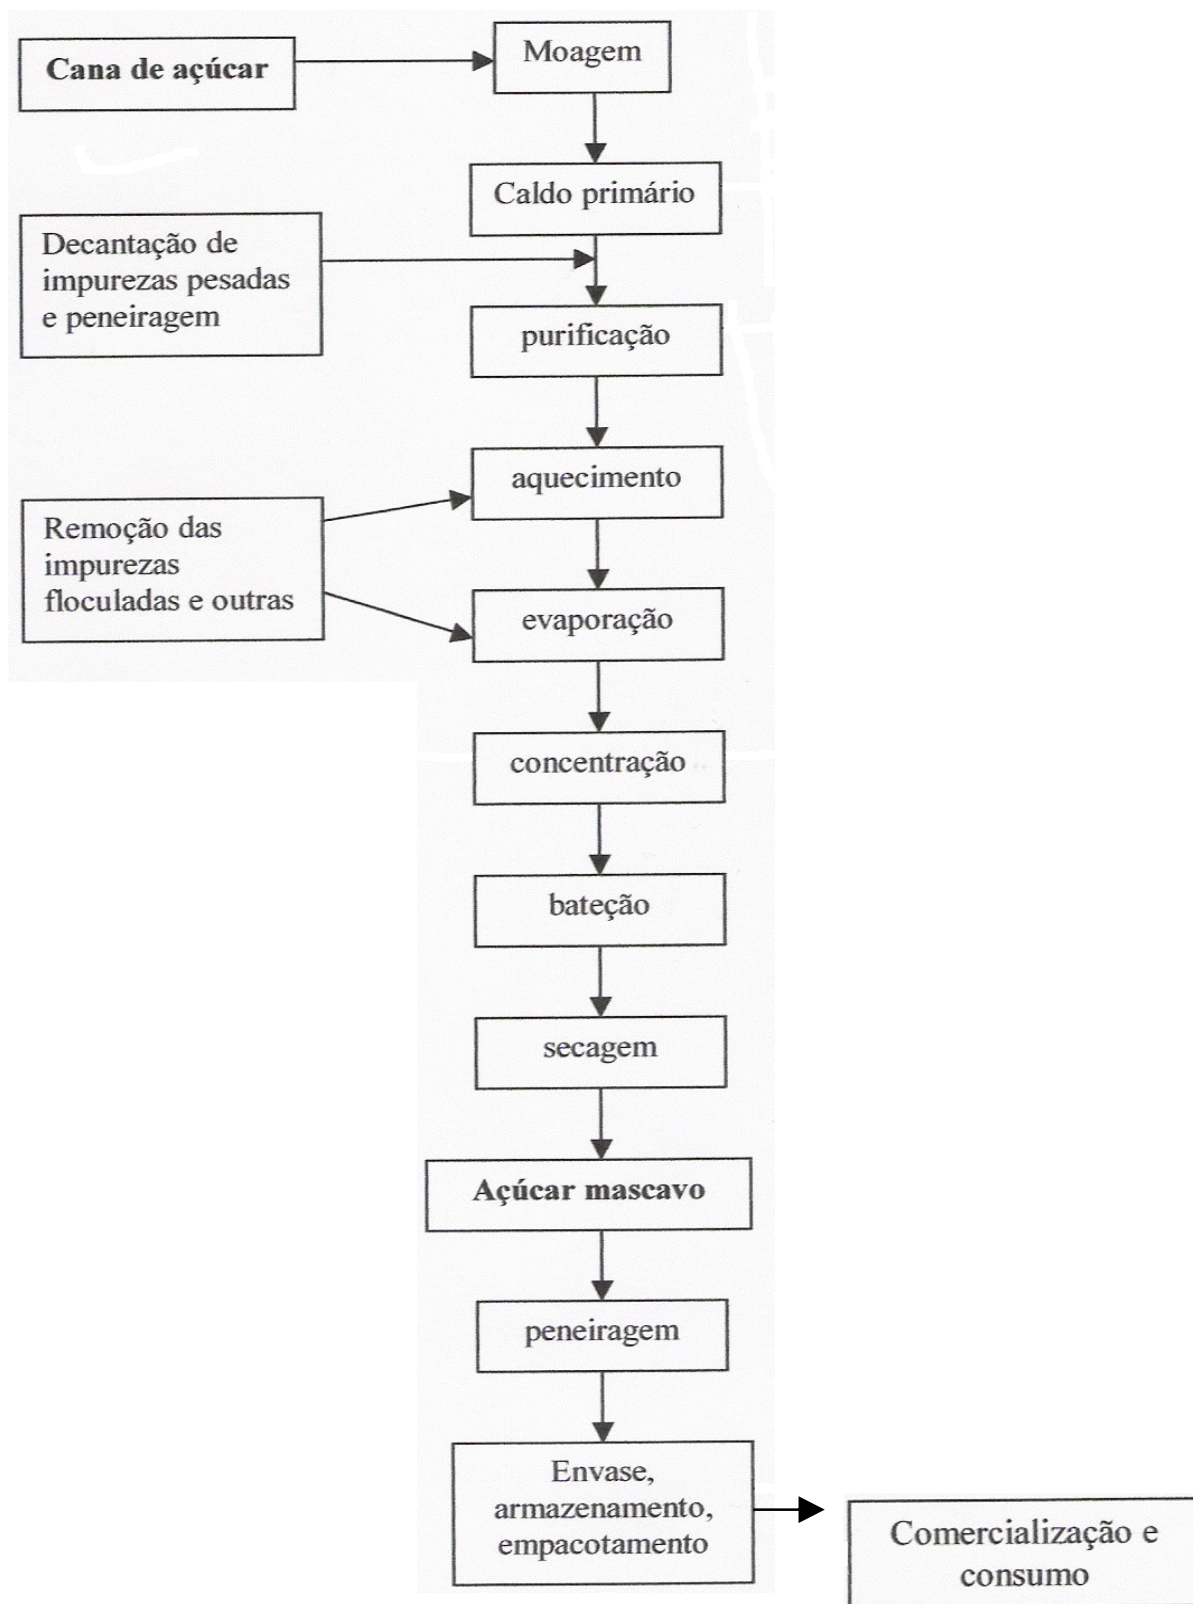 Cana de açúcar
Moagem
Caldo primário
Decantação de
impurezas pesadas
e peneiragem
purificação
aquecimento
Remoção das
impurezas
floculadas e outras
evaporação
concentração
bateção
secagem
Açúcar mascavo
peneiragem
Envase,
armazenamento,
empacotamento
Comercialização e
consumo